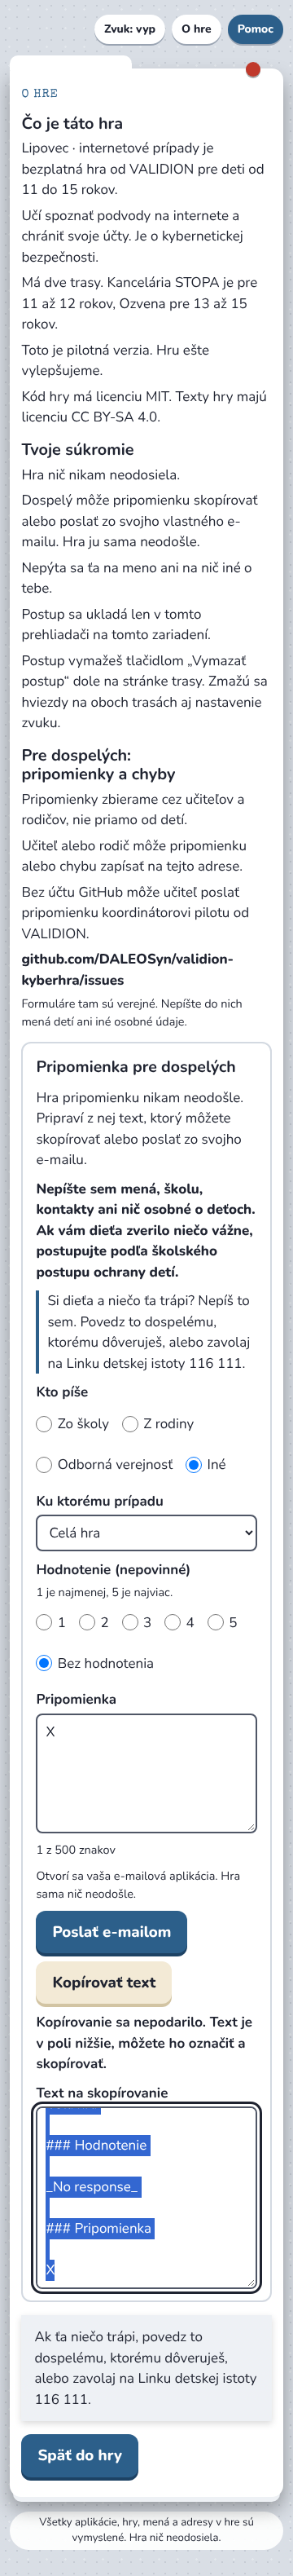 Zvuk: vyp
O hre
Pomoc
O HRE
Čo je táto hra
Lipovec · internetové prípady je
bezplatná hra od VALIDION pre deti od
11 do 15 rokov.
Učí spoznať podvody na internete a
chrániť svoje účty. Je o kybernetickej
bezpečnosti.
Má dve trasy. Kancelária STOPA je pre
11 až 12 rokov, Ozvena pre 13 až 15
rokov.
Toto je pilotná verzia. Hru ešte
vylepšujeme.
Kód hry má licenciu MIT. Texty hry majú
licenciu CC BY-SA 4.0.
Tvoje súkromie
Hra nič nikam neodosiela.
Dospelý môže pripomienku skopírovať
alebo poslať zo svojho vlastného e-
mailu. Hra ju sama neodošle.
Nepýta sa ťa na meno ani na nič iné o
tebe.
Postup sa ukladá len v tomto
prehliadači na tomto zariadení.
Postup vymažeš tlačidlom „Vymazať
postup“ dole na stránke trasy. Zmažú sa
hviezdy na oboch trasách aj nastavenie
zvuku.
Pre dospelých:
pripomienky a chyby
Pripomienky zbierame cez učiteľov a
rodičov, nie priamo od detí.
Učiteľ alebo rodič môže pripomienku
alebo chybu zapísať na tejto adrese.
Bez účtu GitHub môže učiteľ poslať
pripomienku koordinátorovi pilotu od
VALIDION.
github.com/DALEOSyn/validion-
kyberhra/issues
Formuláre tam sú verejné. Nepíšte do nich
mená detí ani iné osobné údaje.
Pripomienka pre dospelých
Hra pripomienku nikam neodošle.
Pripraví z nej text, ktorý môžete
skopírovať alebo poslať zo svojho
e-mailu.
Nepíšte sem mená, školu,
kontakty ani nič osobné o deťoch.
Ak vám dieťa zverilo niečo vážne,
postupujte podľa školského
postupu ochrany detí.
Si dieťa a niečo ťa trápi? Nepíš to
sem. Povedz to dospelému,
ktorému dôveruješ, alebo zavolaj
na Linku detskej istoty 116 111.
Kto píše
Zo školy
Z rodiny
Odborná verejnosť
Iné
Ku ktorému prípadu
Celá hra
Hodnotenie (nepovinné)
1 je najmenej, 5 je najviac.
1
2
3
4
5
Bez hodnotenia
Pripomienka
X
1 z 500 znakov
Otvorí sa vaša e-mailová aplikácia. Hra
sama nič neodošle.
Poslať e-mailom
Kopírovať text
Kopírovanie sa nepodarilo. Text je
v poli nižšie, môžete ho označiť a
skopírovať.
Text na skopírovanie
### Hodnotenie
_No response_
### Pripomienka
X
Ak ťa niečo trápi, povedz to
dospelému, ktorému dôveruješ,
alebo zavolaj na Linku detskej istoty
116 111.
Späť do hry
Všetky aplikácie, hry, mená a adresy v hre sú
vymyslené. Hra nič neodosiela.